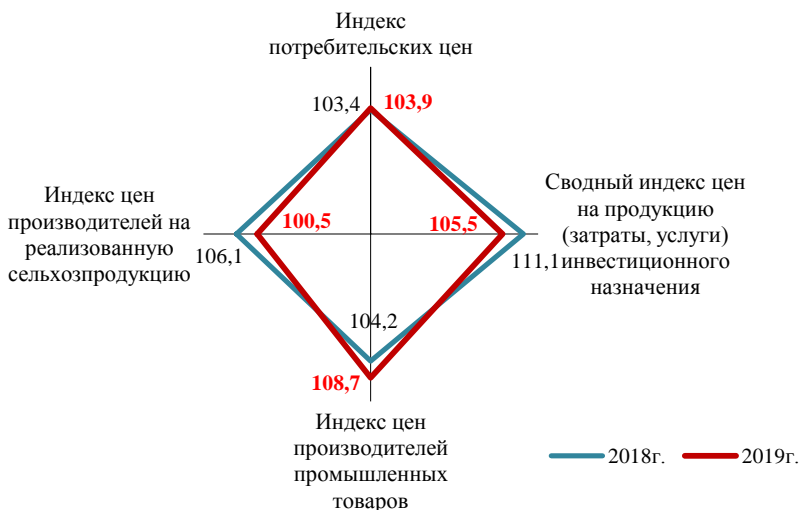 Индекс
потребительских цен
103,4
103,9
Индекс цен
производителей на
реализованную
сельхозпродукцию
100,5
106,1
105,5
111,1
Сводный индекс цен
на продукцию
(затраты, услуги)
инвестиционного
назначения
104,2
108,7
Индекс цен
производителей
промышленных
товаров
2018г.
2019г.